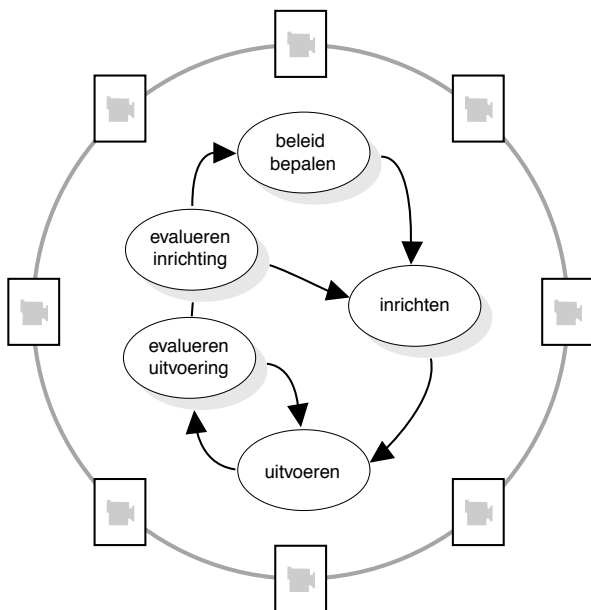 beleid
bepalen
evalueren
inrichting
inrichten
evalueren
uitvoering
uitvoeren